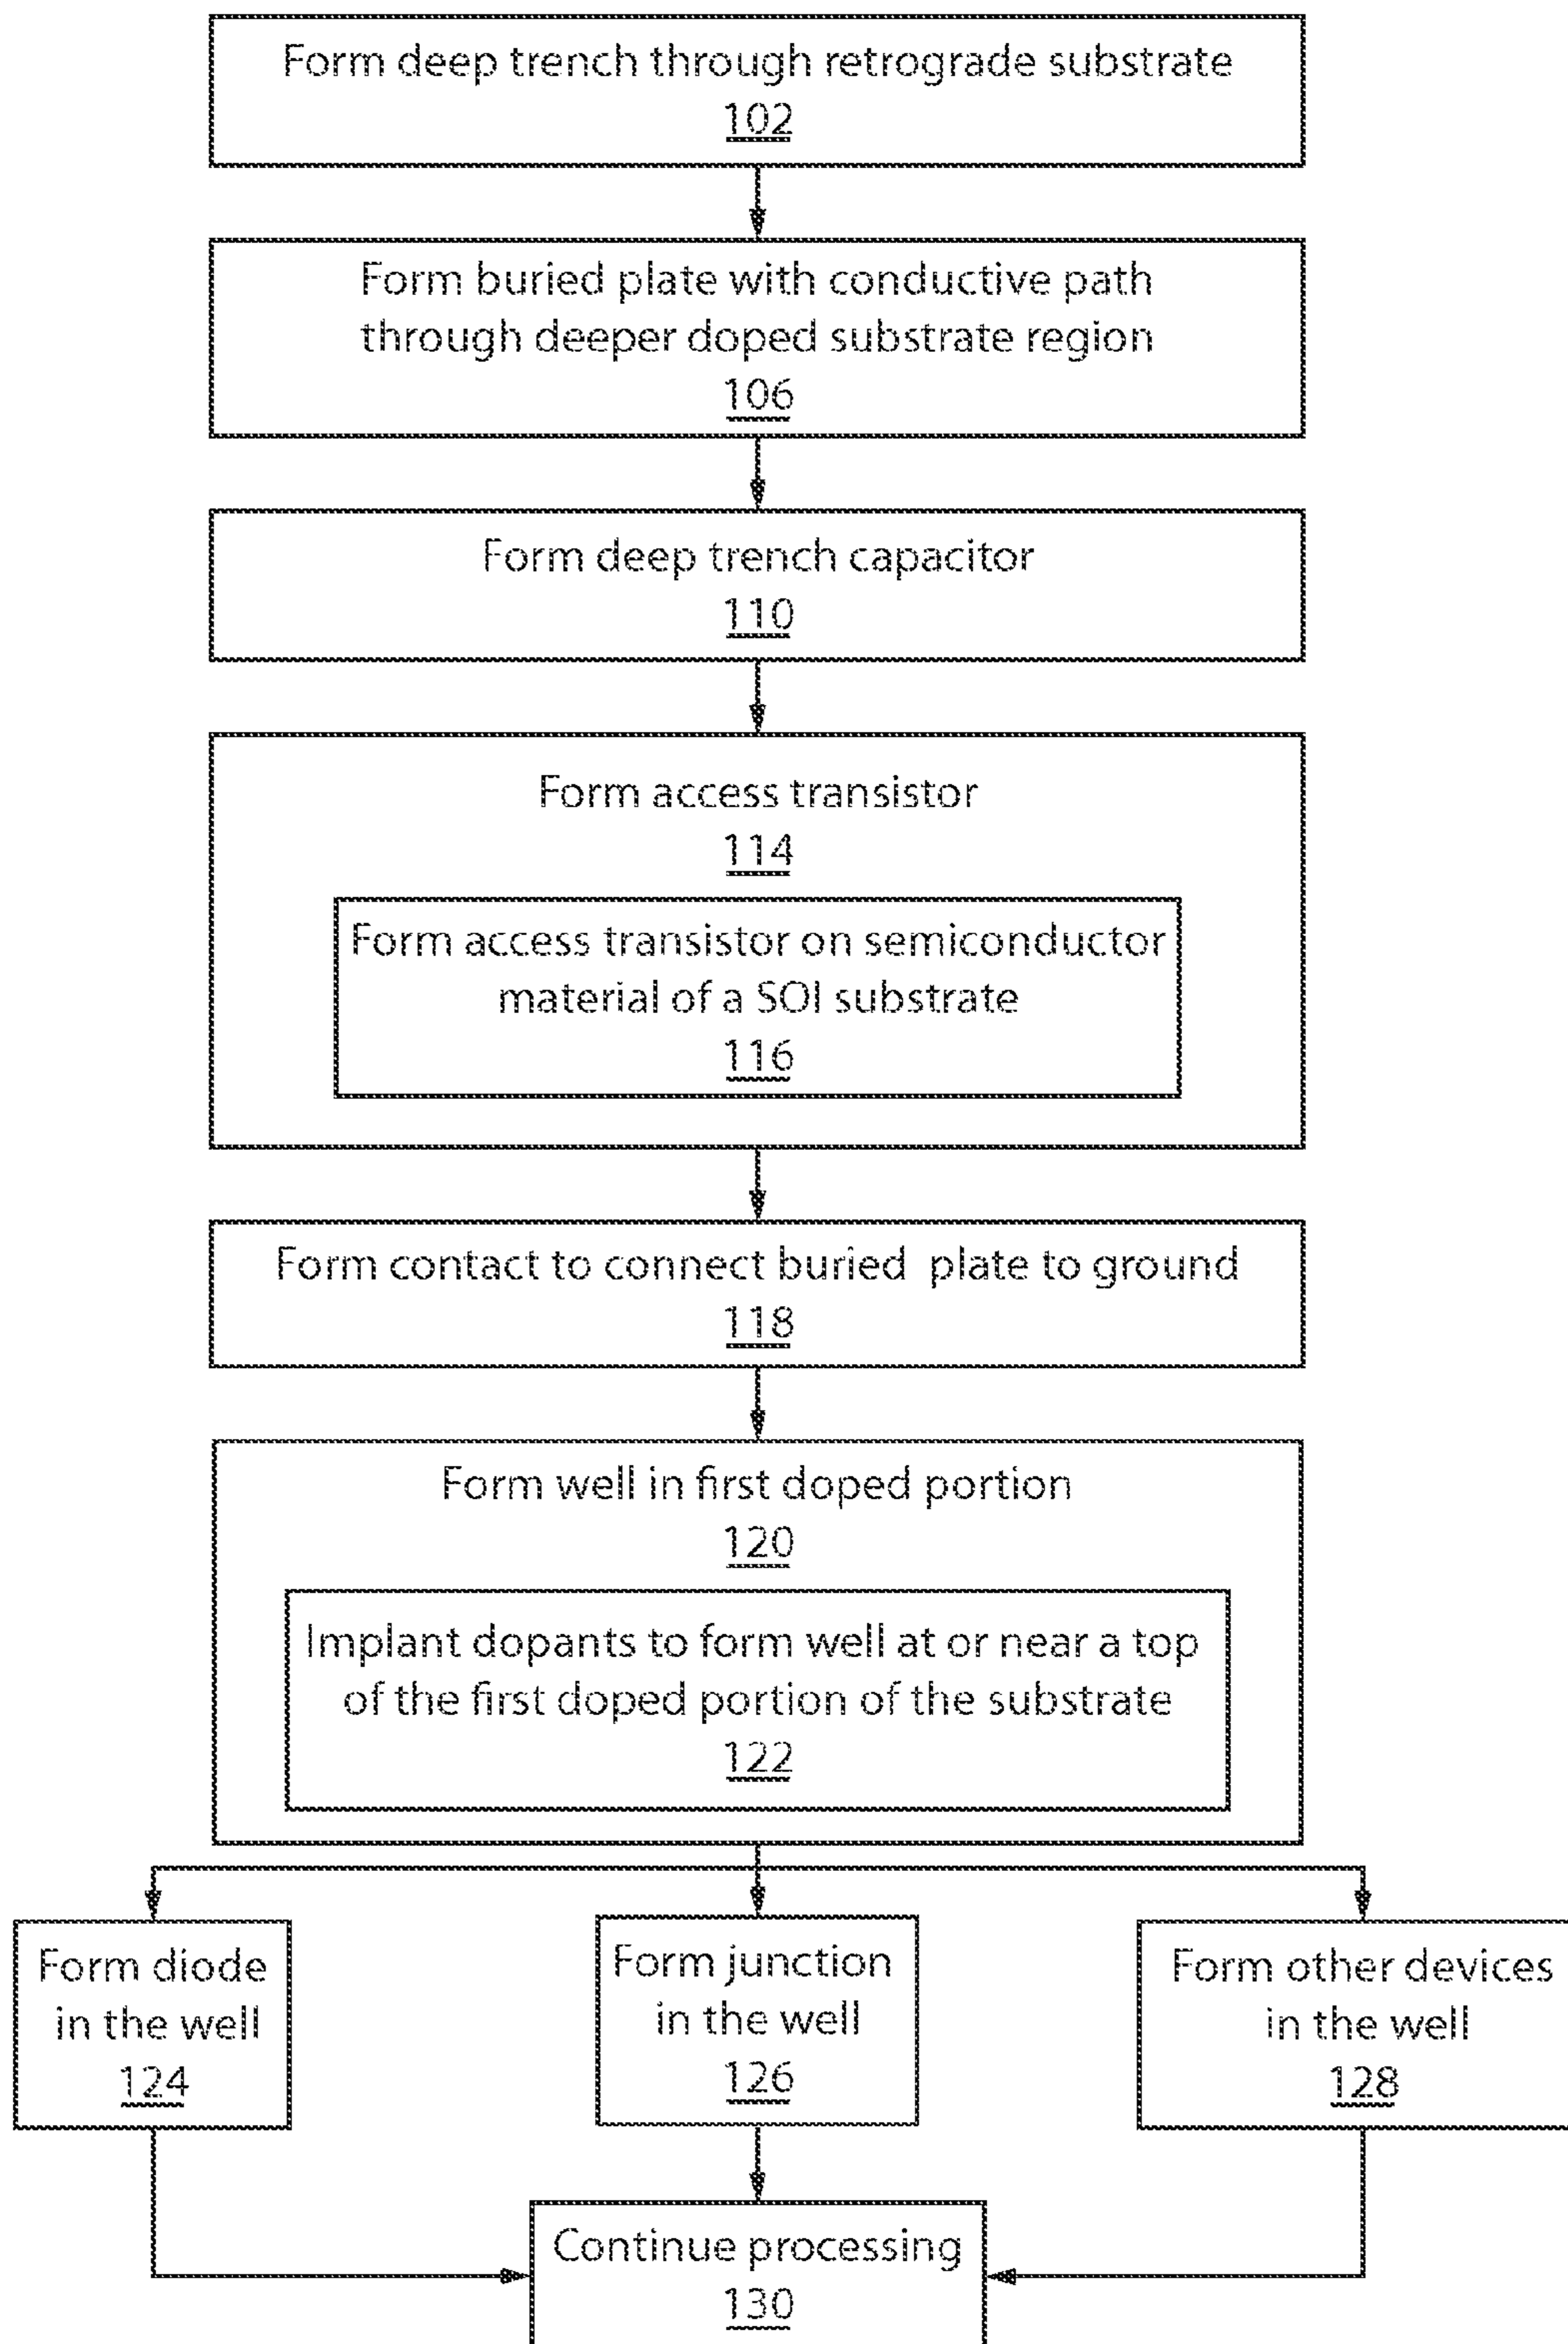 Form deep trench through retrograde substrate
102
Form buried plate with conductive path
through deeper doped substrate region
106
Form deep trench capacitor
110
Form access transistor
114
Form access transistor on semiconductor
material of a SOI substrate
116
Form contact to connect buried plate to ground
118
Form well in first doped portion
120
Implant dopants to form well at or near a top
of the first doped portion of the substrate
122
Form diode
in the well
124
Form junction
in the well
126
Form other devices
in the well
128
Continue processing
130